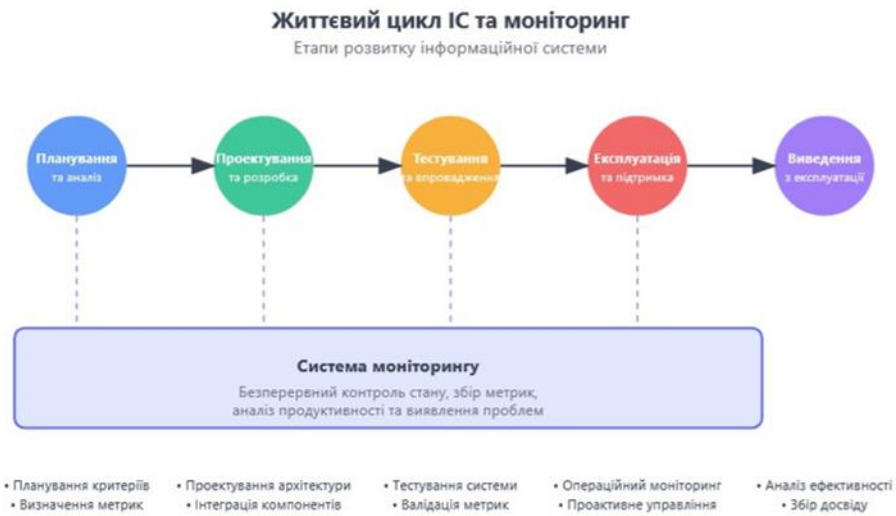 Життєвий цикл ІС та моніторинг
Етапи розвитку інформаційної системи
Планування
та аналіз
Проектування
та розробка
Тестування
та впровадження
Експлуатація
та підтримка
Виведення
з експлуатації
Система моніторингу
Безперервний контроль стану, збір метрик,
аналіз продуктивності та виявлення проблем
• Планування критеріїв
• Визначення метрик
• Проектування архітектури
• Інтеграція компонентів
• Тестування системи
• Валідація метрик
• Операційний моніторинг
• Проактивне управління
• Аналіз ефективності
• Збір досвіду